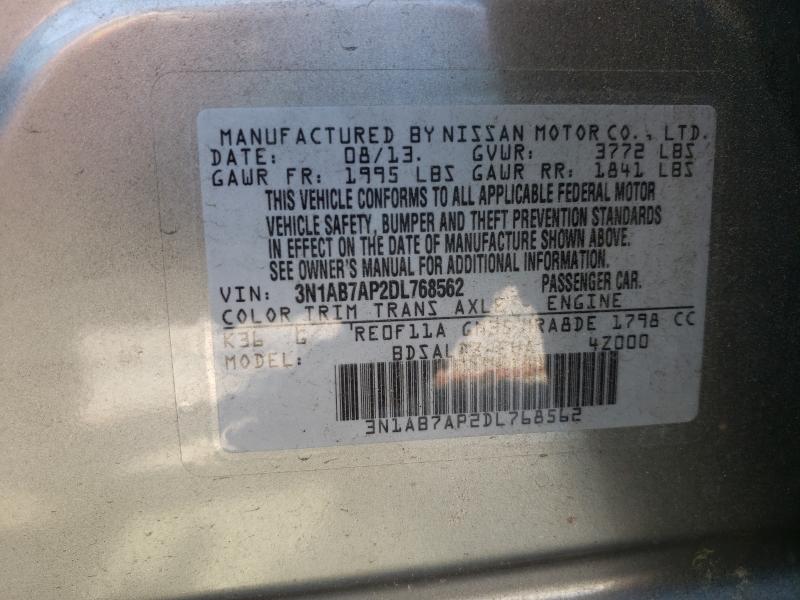 MANUFACTURED BY NISSAN MOTOR CO., LTD.
DATE: 08/13. GVWR: 3772 LBS
GAWR FR: 1995 LBS GAWR RR: 1841 LBS
THIS VEHICLE CONFORMS TO ALL APPLICABLE FEDERAL MOTOR
VEHICLE SAFETY, BUMPER AND THEFT PREVENTION STANDARDS
IN EFFECT ON THE DATE OF MANUFACTURE SHOWN ABOVE.
SEE OWNER'S MANUAL FOR ADDITIONAL INFORMATION.
VIN: 3N1AB7AP2DL768562 PASSENGER CAR.
COLOR TRIM TRANS AXLE ENGINE
K36 G RE0F11A MRA8DE 1798 CC
MODEL: 4Z000
3N1AB7AP2DL768562